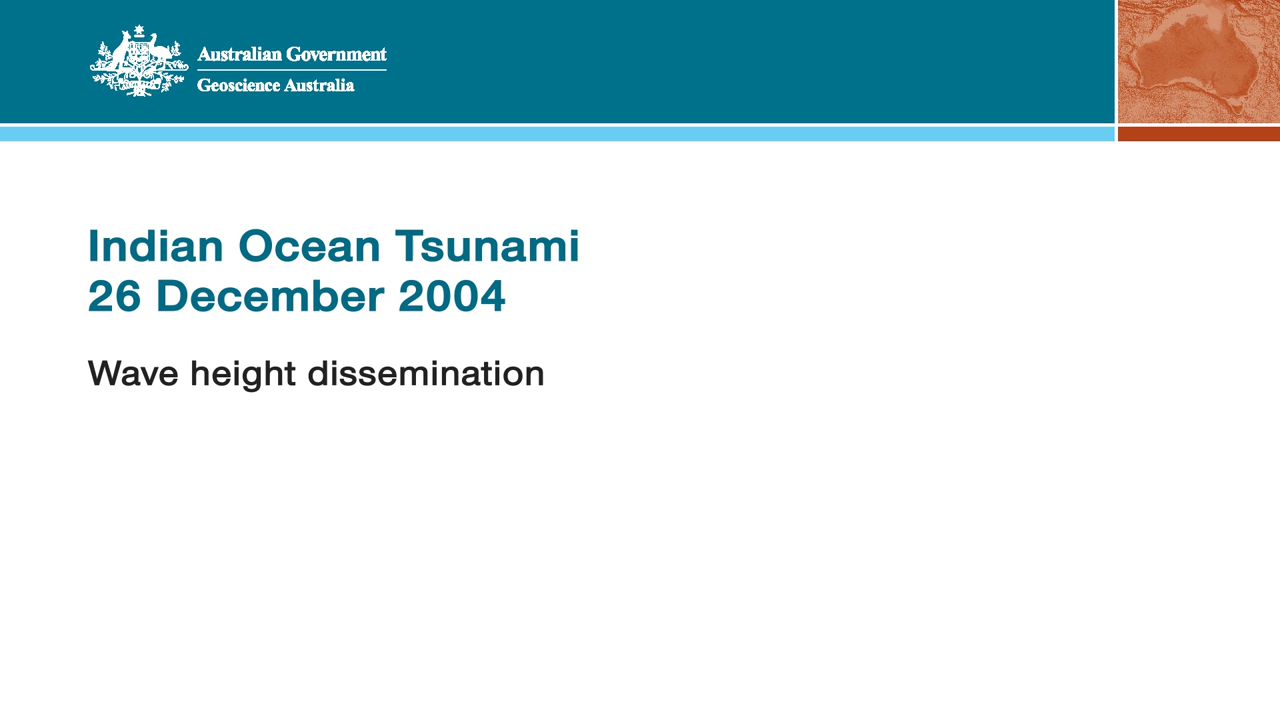 Australian Government
Geoscience Australia
Indian Ocean Tsunami
26 December 2004
Wave height dissemination